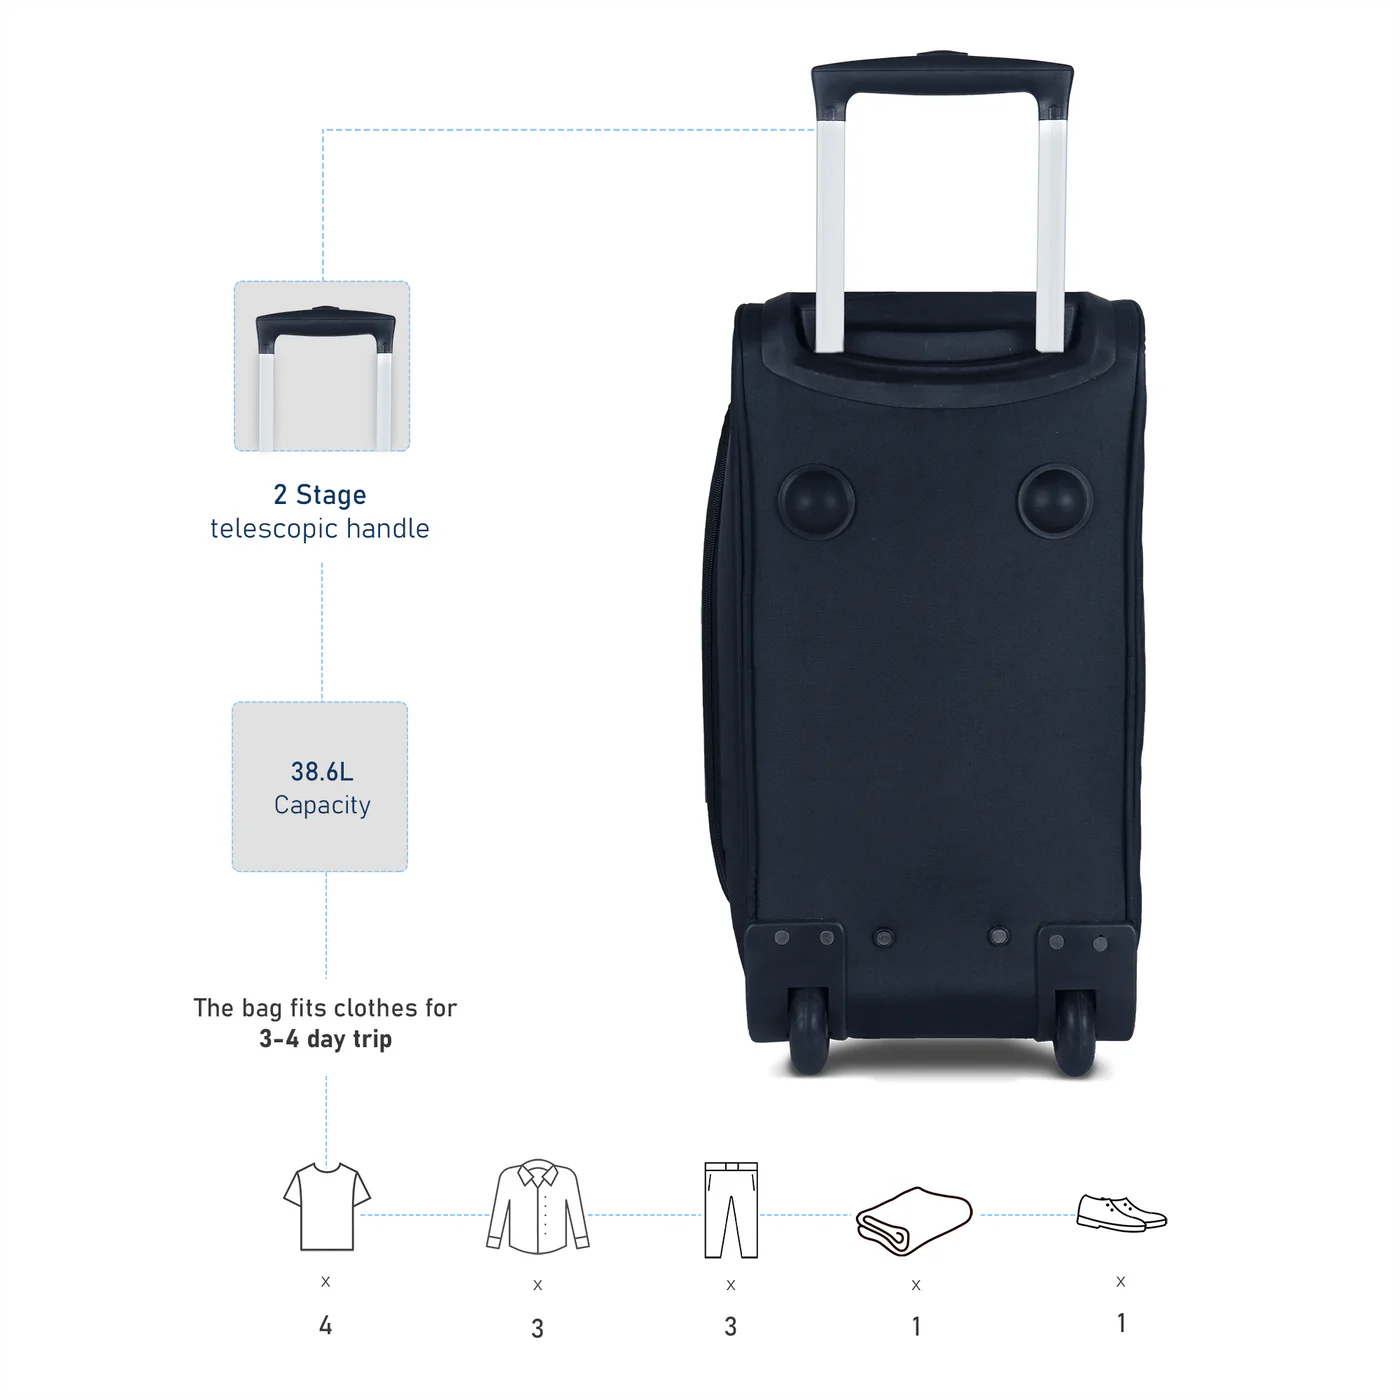 2 Stage
telescopic handle
38.6L
Capacity
The bag fits clothes for
3-4 day trip
x x x x x
4 3 3 1 1